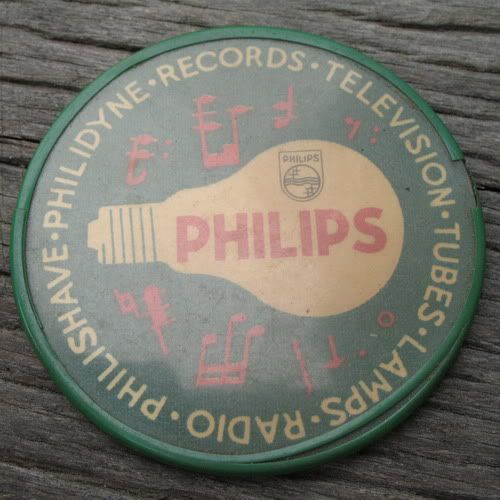 RECORDS · TELEVISION · TUBES · LAMPS · RADIO · PHILISHAVE · PHILIDYNE ·
PHILIPS
PHILIPS